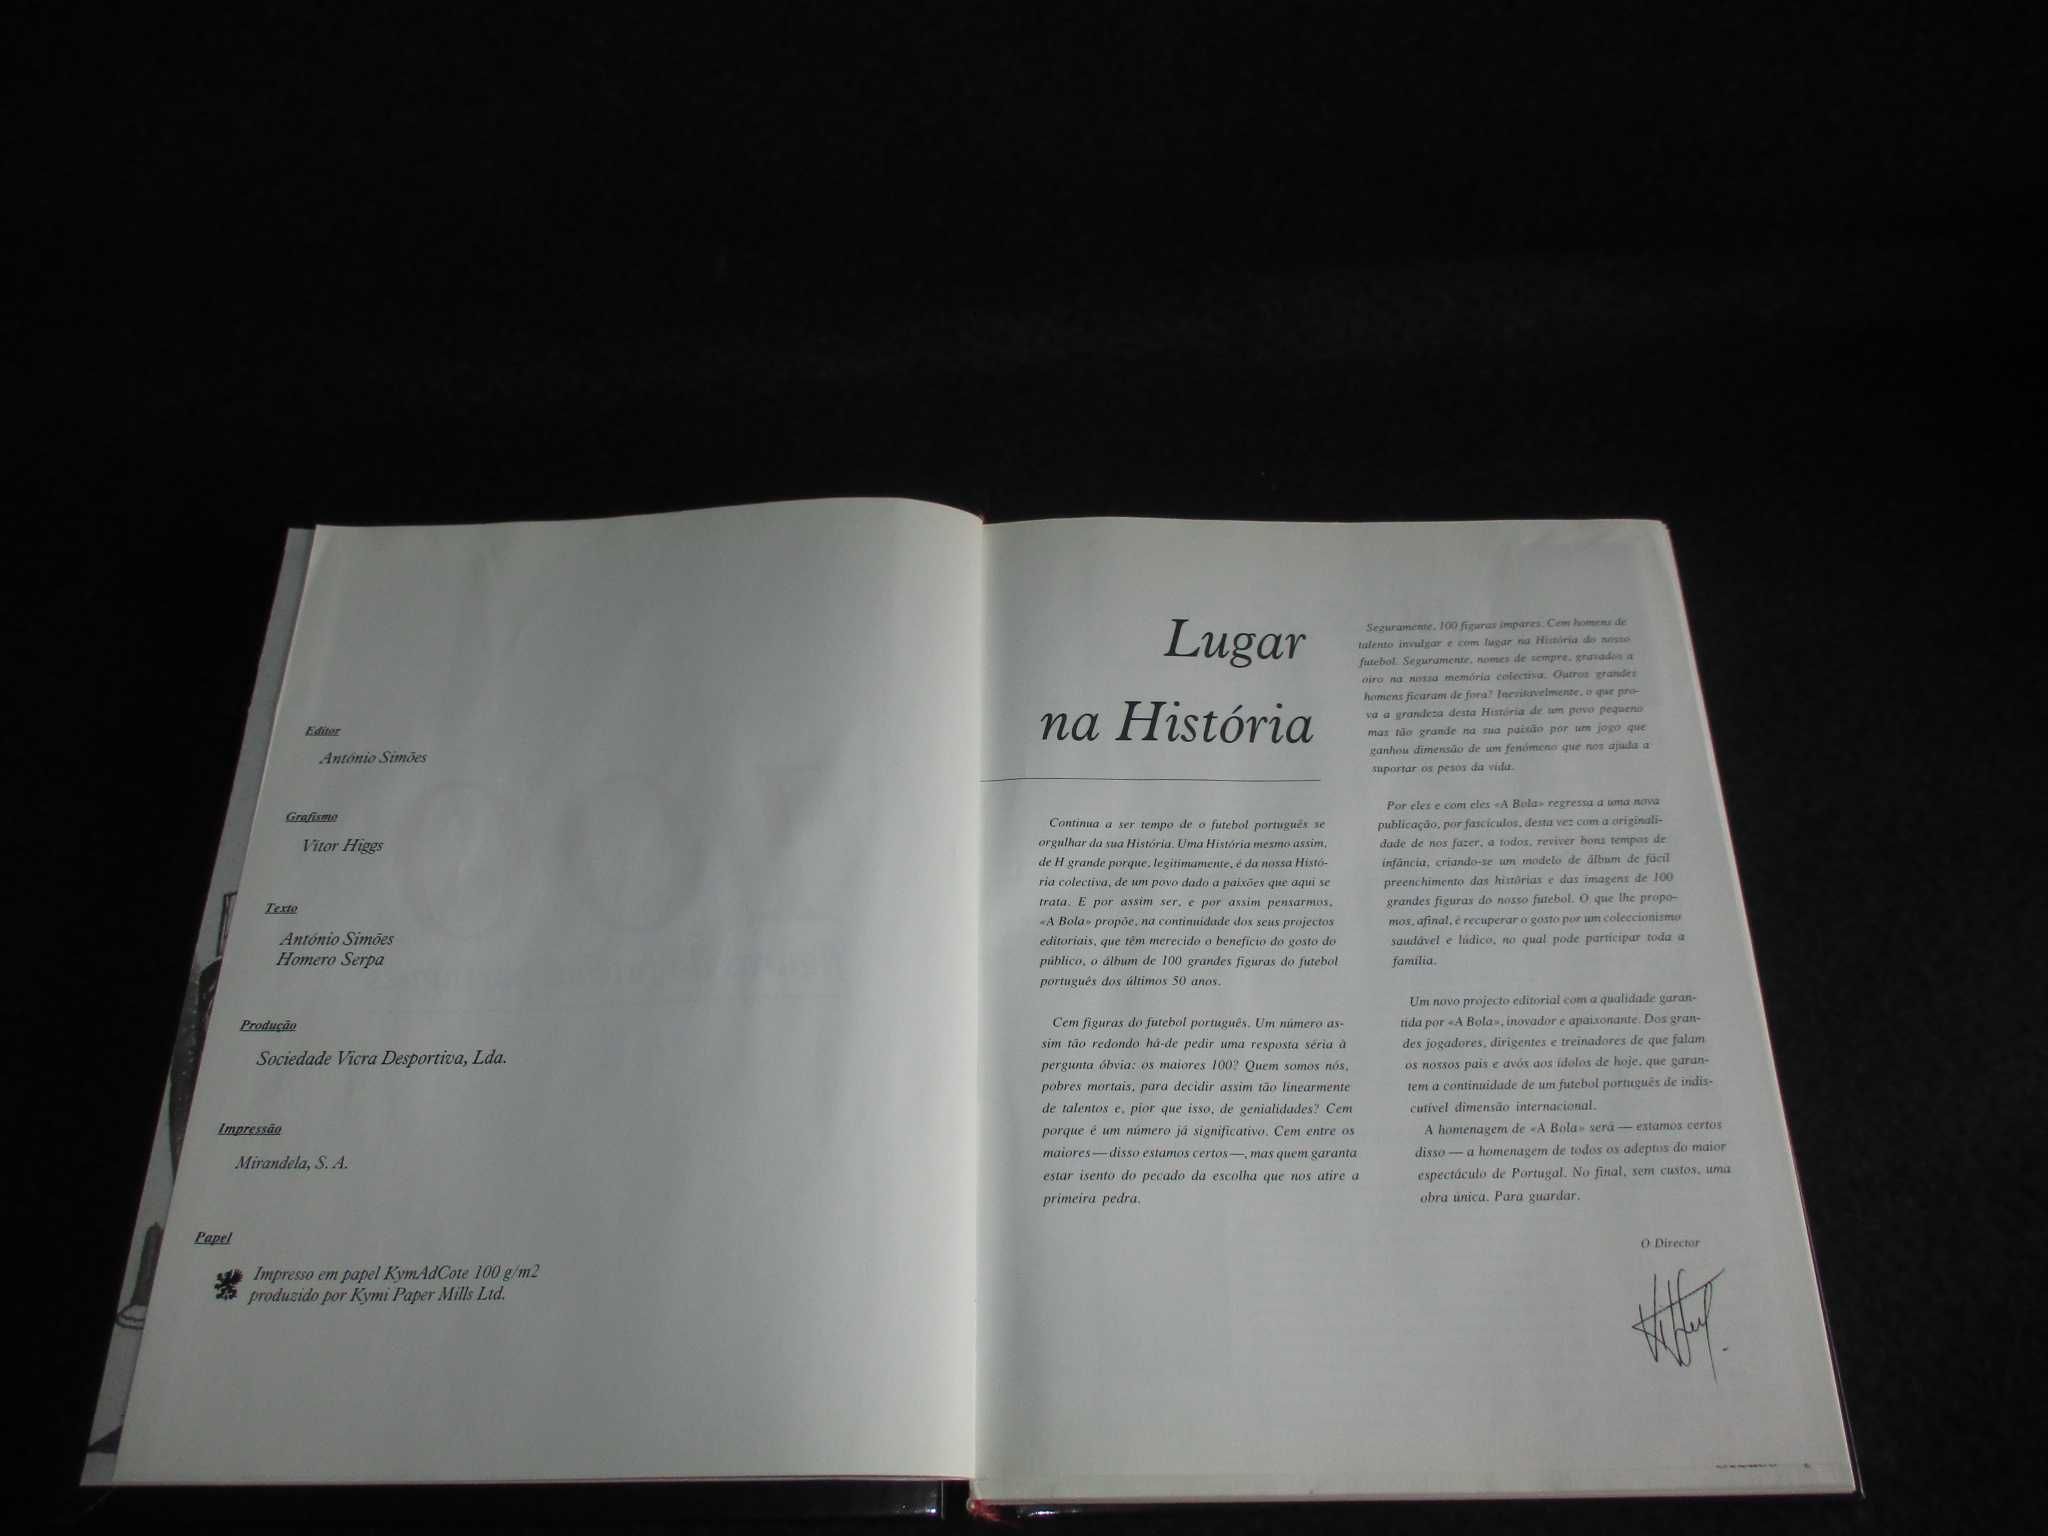 Editor
António Simões
Grafismo
Vitor Higgs
Texto
António Simões
Homero Serpa
Produção
Sociedade Vicra Desportiva, Lda.
Impressão
Mirandela, S. A.
Papel
Impresso em papel KymAdCote 100 g/m2
produzido por Kymi Paper Mills Ltd.
Lugar
na História
Continua a ser tempo de o futebol português se
orgulhar da sua História. Uma História mesmo assim,
de H grande porque, legitimamente, é da nossa Histó-
ria colectiva, de um povo dado a paixões que aqui se
trata. E por assim ser, e por assim pensarmos,
«A Bola» propõe, na continuidade dos seus projectos
editoriais, que têm merecido o benefício do gosto do
público, o álbum de 100 grandes figuras do futebol
português dos últimos 50 anos.
Cem figuras do futebol português. Um número as-
sim tão redondo há-de pedir uma resposta séria à
pergunta óbvia: os maiores 100? Quem somos nós,
pobres mortais, para decidir assim tão linearmente
de talentos e, pior que isso, de genialidades? Cem
porque é um número já significativo. Cem entre os
maiores — disso estamos certos —, mas quem garanta
estar isento do pecado da escolha que nos atire a
primeira pedra.
Seguramente, 100 figuras ímpares. Cem homens de
talento invulgar e com lugar na História do nosso
futebol. Seguramente, nomes de sempre, gravados a
oiro na nossa memória colectiva. Outros grandes
homens ficaram de fora? Inevitavelmente, o que pro-
va a grandeza desta História de um povo pequeno
mas tão grande na sua paixão por um jogo que
ganhou dimensão de um fenómeno que nos ajuda a
suportar os pesos da vida.
Por eles e com eles «A Bola» regressa a uma nova
publicação, por fascículos, desta vez com a originali-
dade de nos fazer, a todos, reviver bons tempos de
infância, criando-se um modelo de álbum de fácil
preenchimento das histórias e das imagens de 100
grandes figuras do nosso futebol. O que lhe propo-
mos, afinal, é recuperar o gosto por um coleccionismo
saudável e lúdico, no qual pode participar toda a
família.
Um novo projecto editorial com a qualidade garan-
tida por «A Bola», inovador e apaixonante. Dos gran-
des jogadores, dirigentes e treinadores de que falam
os nossos pais e avós aos ídolos de hoje, que garan-
tem a continuidade de um futebol português de indis-
cutível dimensão internacional.
A homenagem de «A Bola» será — estamos certos
disso — a homenagem de todos os adeptos do maior
espectáculo de Portugal. No final, sem custos, uma
obra única. Para guardar.
O Director